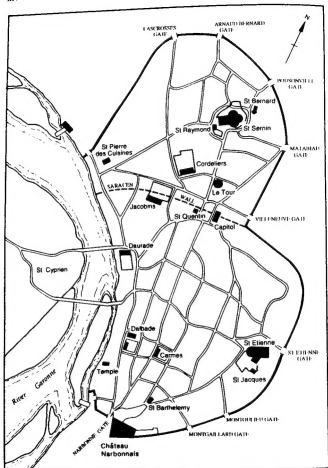 LASCROSSES
GATE
ARNAUD BERNARD
GATE
N
POUSONVILLE
GATE
St Bernard
St Raymond
St Sernin
MATABIAU
GATE
St Pierre
des Cuisines
Cordeliers
Le Tour
SARACEN
WALL
Jacobins
St Quentin
Capitol
VILLENEUVE GATE
Daurade
St Cyprien
Dalbade
Carmes
St Etienne
ST ETIENNE
GATE
Temple
St Jacques
River Garonne
St Barthelemy
MONTOULIEU GATE
NARBONNE GATE
MONTGAILLARD GATE
Château
Narbonnais